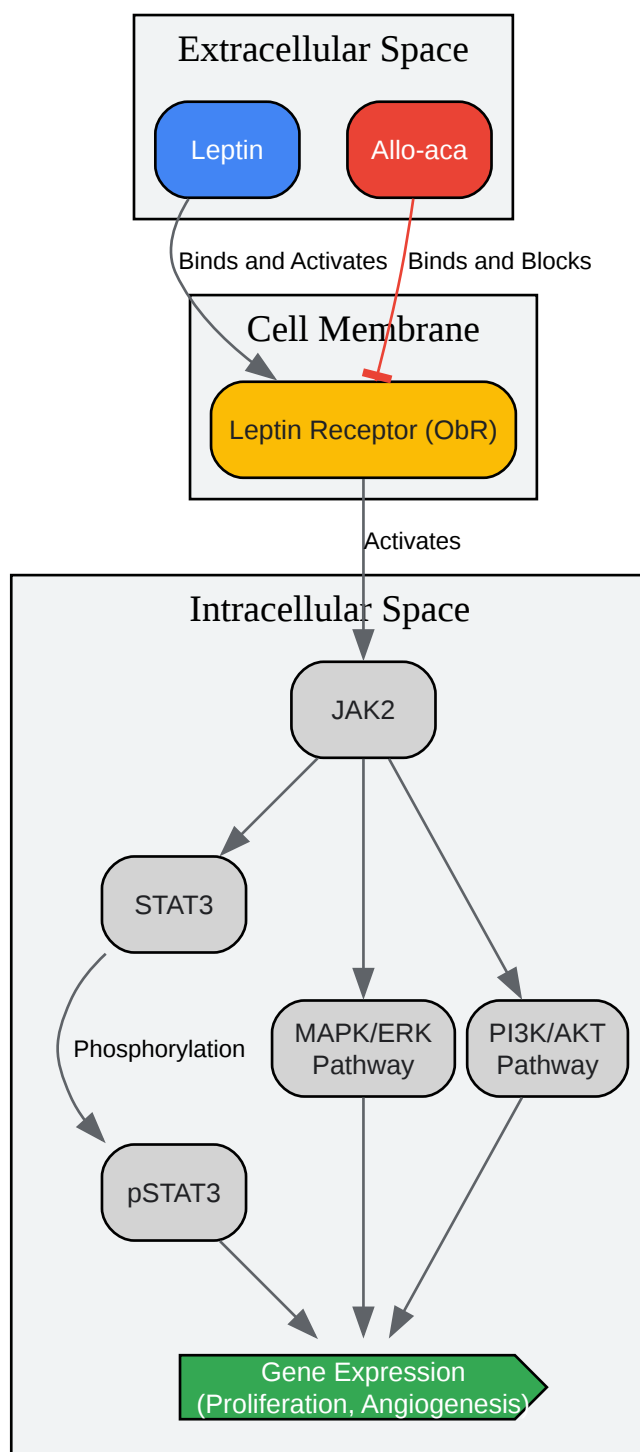 Extracellular Space
Leptin
Allo-aca
Binds and Activates
Binds and Blocks
Cell Membrane
Leptin Receptor (ObR)
Activates
Intracellular Space
JAK2
STAT3
MAPK/ERK
Pathway
PI3K/AKT
Pathway
Phosphorylation
pSTAT3
Gene Expression
(Proliferation, Angiogenesis)